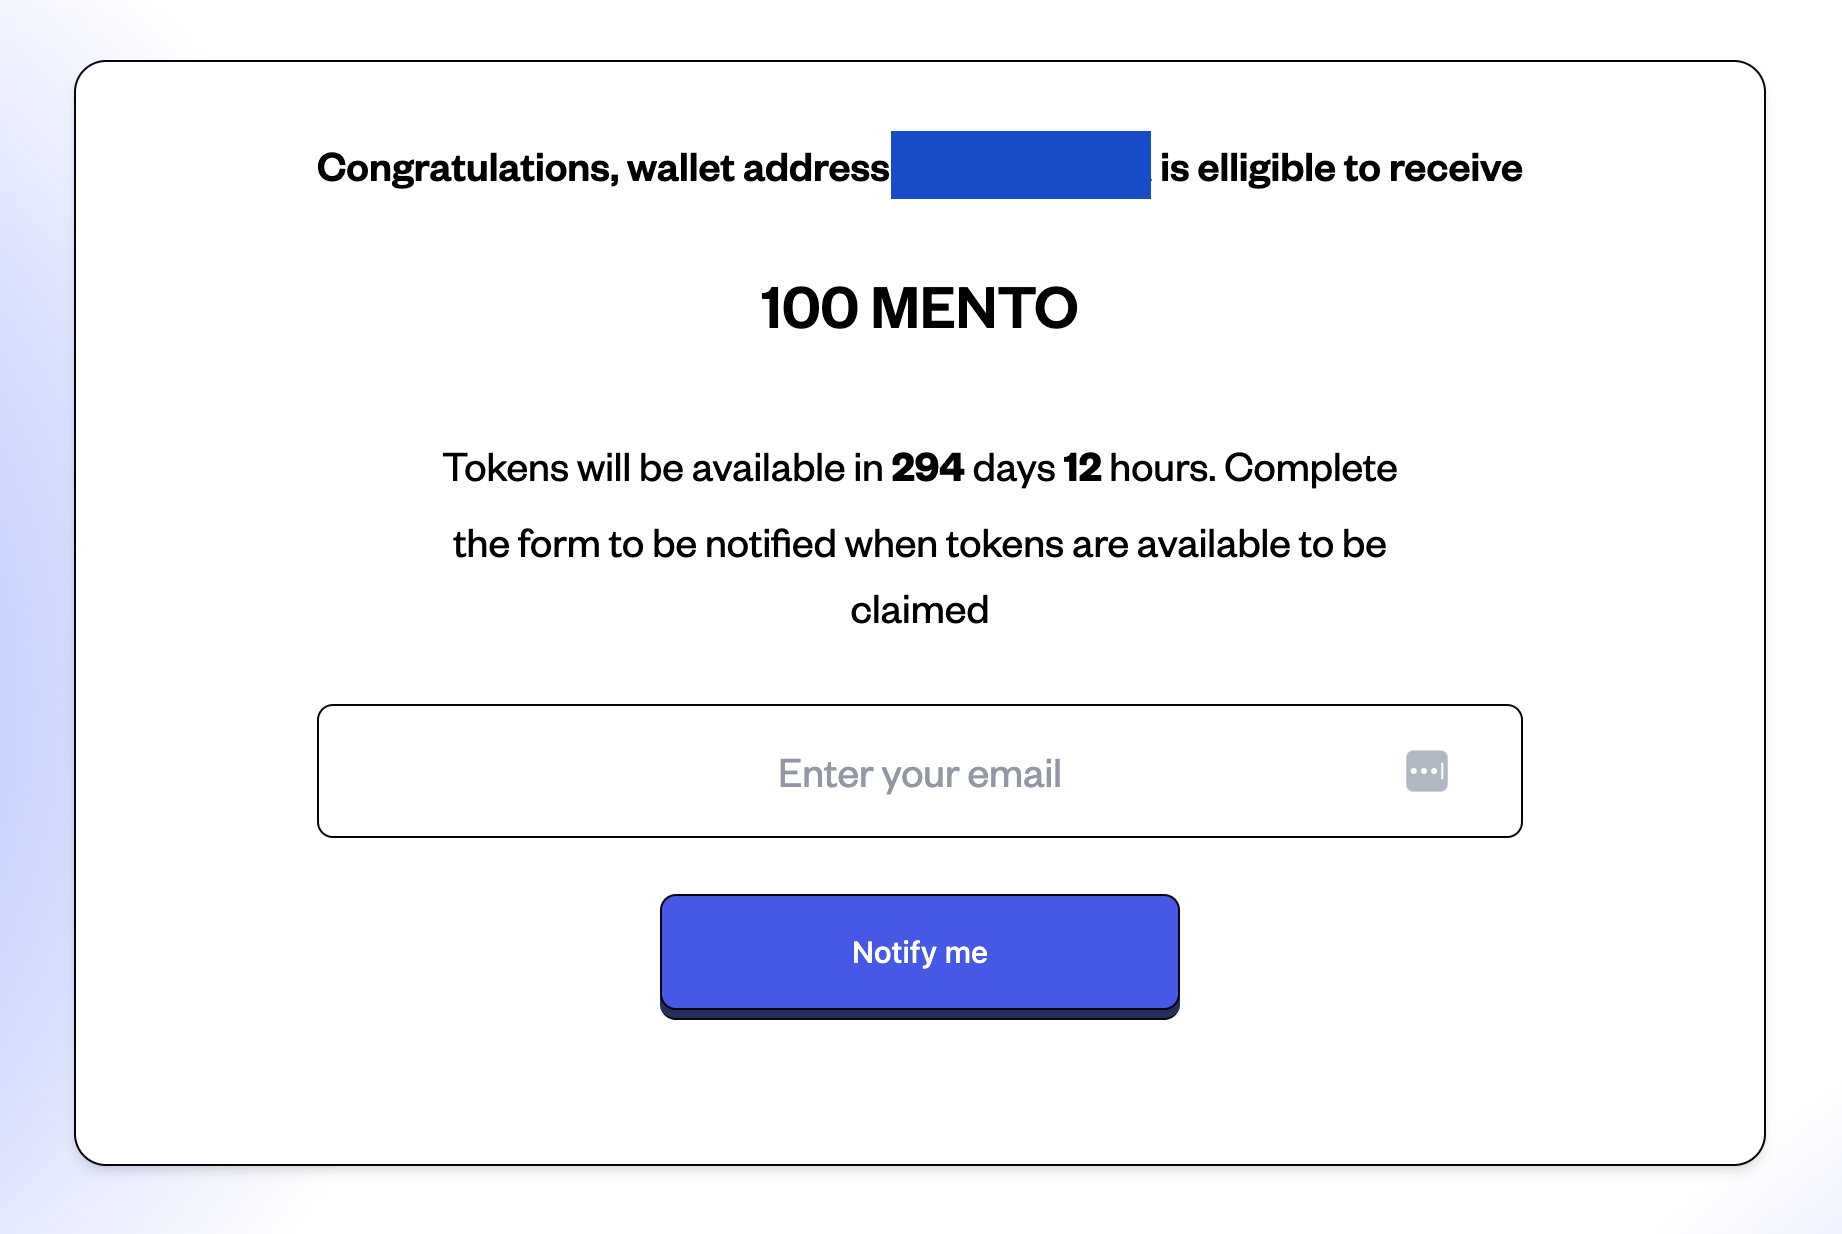 Congratulations, wallet address is elligible to receive
100 MENTO
Tokens will be available in 294 days 12 hours. Complete
the form to be notified when tokens are available to be
claimed
Enter your email
Notify me